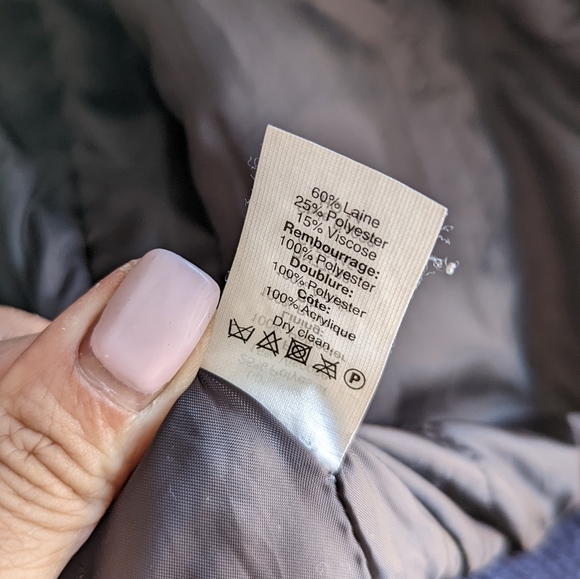 60% Laine
25% Polyester
15% Viscose
Rembourrage:
100% Polyester
Doublure:
100% Polyester
Côte:
100% Acrylique
Dry clean
P